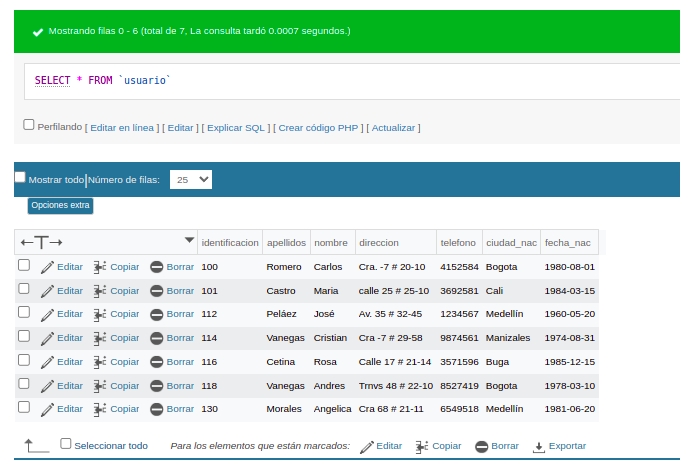 Mostrando filas 0 - 6 (total de 7, La consulta tardó 0.0007 segundos.)
SELECT * FROM `usuario`
Perfilando [ Editar en línea ] [ Editar ] [ Explicar SQL ] [ Crear código PHP ] [ Actualizar ]
Mostrar todo Número de filas: 25
Opciones extra
←T→ identificacion apellidos nombre direccion telefono ciudad_nac fecha_nac
Editar Copiar Borrar 100 Romero Carlos Cra. -7 # 20-10 4152584 Bogota 1980-08-01
Editar Copiar Borrar 101 Castro Maria calle 25 # 25-10 3692581 Cali 1984-03-15
Editar Copiar Borrar 112 Peláez José Av. 35 # 32-45 1234567 Medellín 1960-05-20
Editar Copiar Borrar 114 Vanegas Cristian Cra -7 # 29-58 9874561 Manizales 1974-08-31
Editar Copiar Borrar 116 Cetina Rosa Calle 17 # 21-14 3571596 Buga 1985-12-15
Editar Copiar Borrar 118 Vanegas Andres Trnvs 48 # 22-10 8527419 Bogota 1978-03-10
Editar Copiar Borrar 130 Morales Angelica Cra 68 # 21-11 6549518 Medellín 1981-06-20
Seleccionar todo Para los elementos que están marcados: Editar Copiar Borrar Exportar